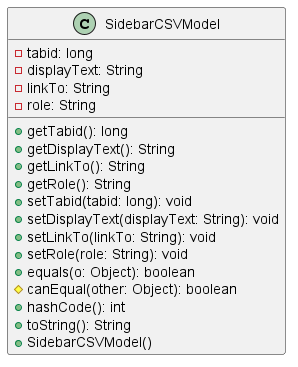 C SidebarCSVModel
tabid: long
displayText: String
linkTo: String
role: String
getTabid(): long
getDisplayText(): String
getLinkTo(): String
getRole(): String
setTabid(tabid: long): void
setDisplayText(displayText: String): void
setLinkTo(linkTo: String): void
setRole(role: String): void
equals(o: Object): boolean
canEqual(other: Object): boolean
hashCode(): int
toString(): String
SidebarCSVModel()